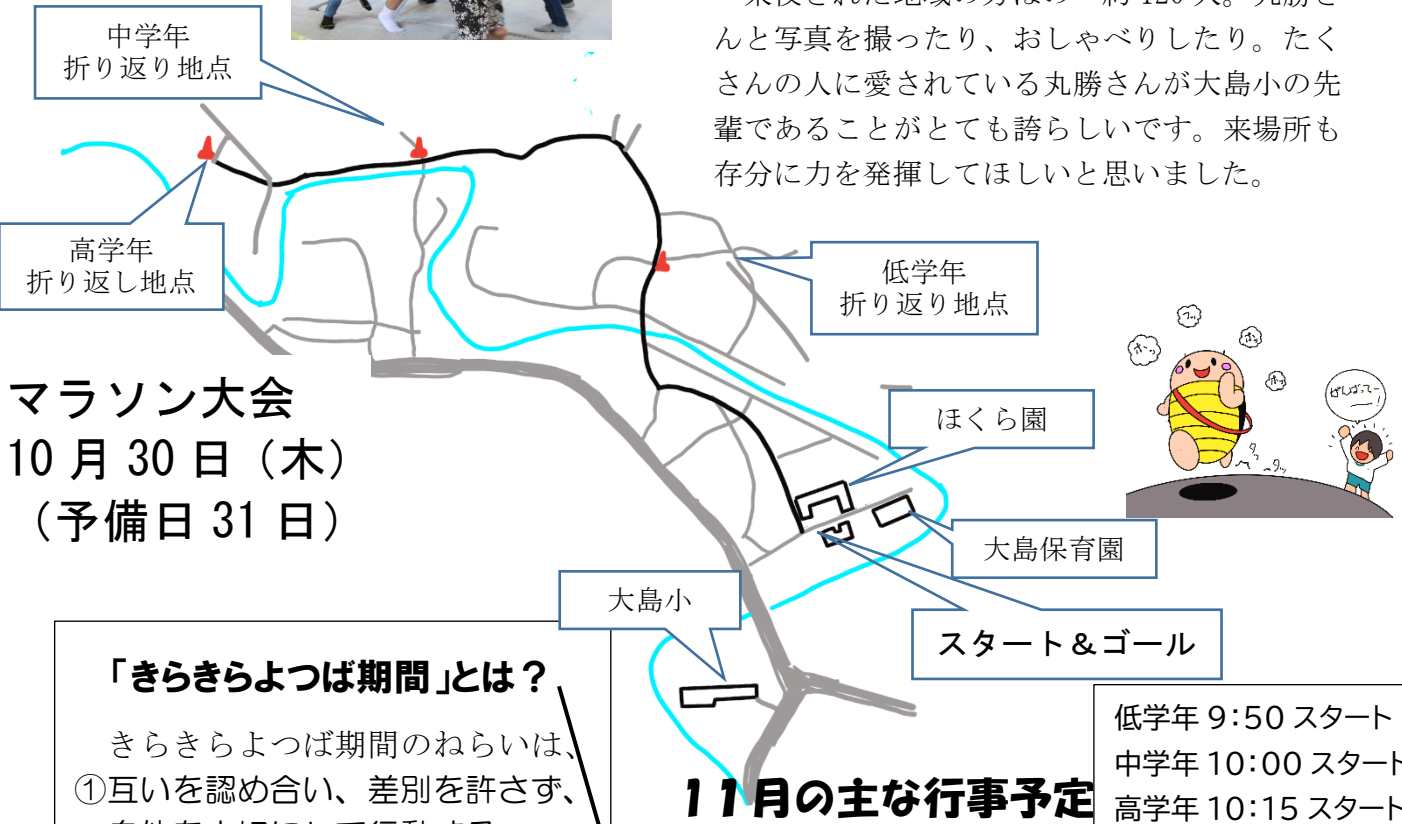 んと写真を撮ったり、おしゃべりしたり。たく
さんの人に愛されている丸勝さんが大島小の先
輩であることがとても誇らしいです。来場所も
存分に力を発揮してほしいと思いました。
中学年
折り返り地点
高学年
折り返し地点
低学年
折り返り地点
マラソン大会
10月30日（木）
（予備日31日）
ほくら園
大島保育園
大島小
スタート＆ゴール
がんばってー
「きらきらよつば期間」とは？
きらきらよつば期間のねらいは、
①互いを認め合い、差別を許さず、
低学年 9:50 スタート
中学年 10:00 スタート
高学年 10:15 スタート
11月の主な行事予定